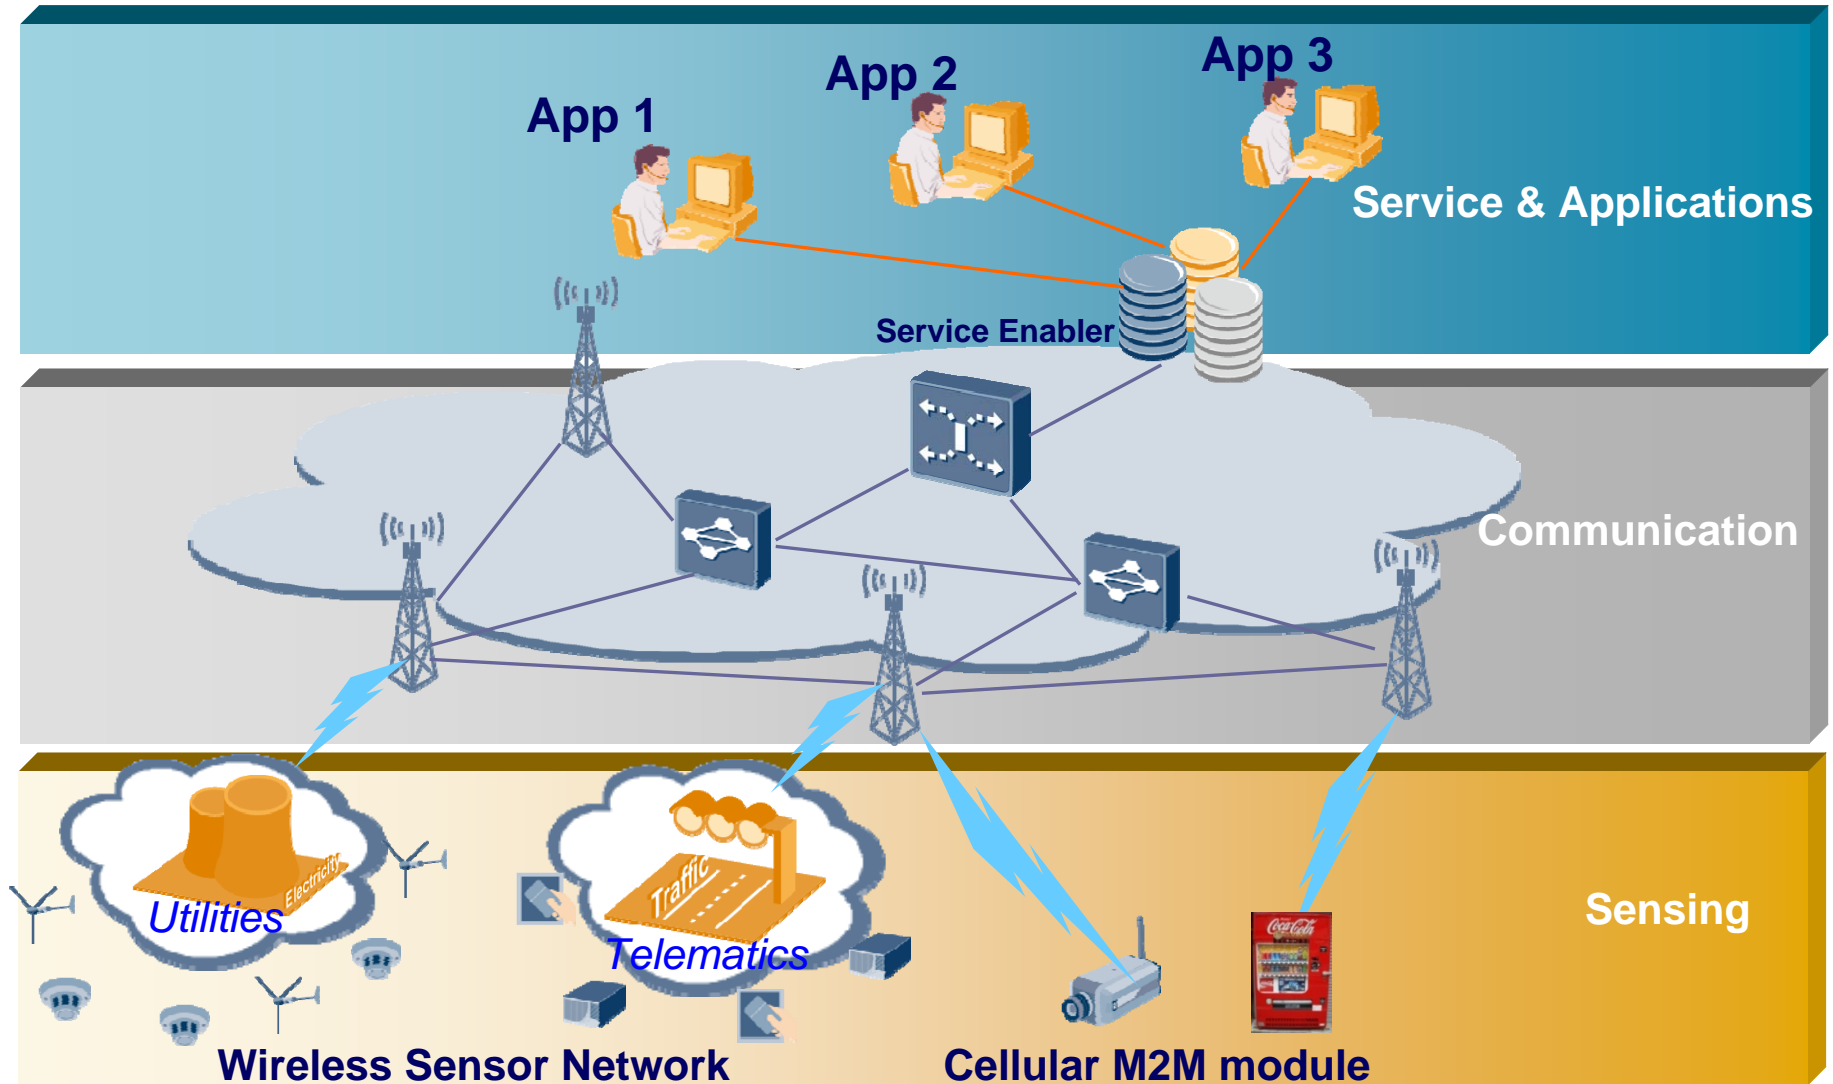 App 1
App 2
App 3
Service & Applications
Service Enabler
Communication
Electricity
Utilities
Traffic
Telematics
Coca-Cola
Sensing
Wireless Sensor Network
Cellular M2M module